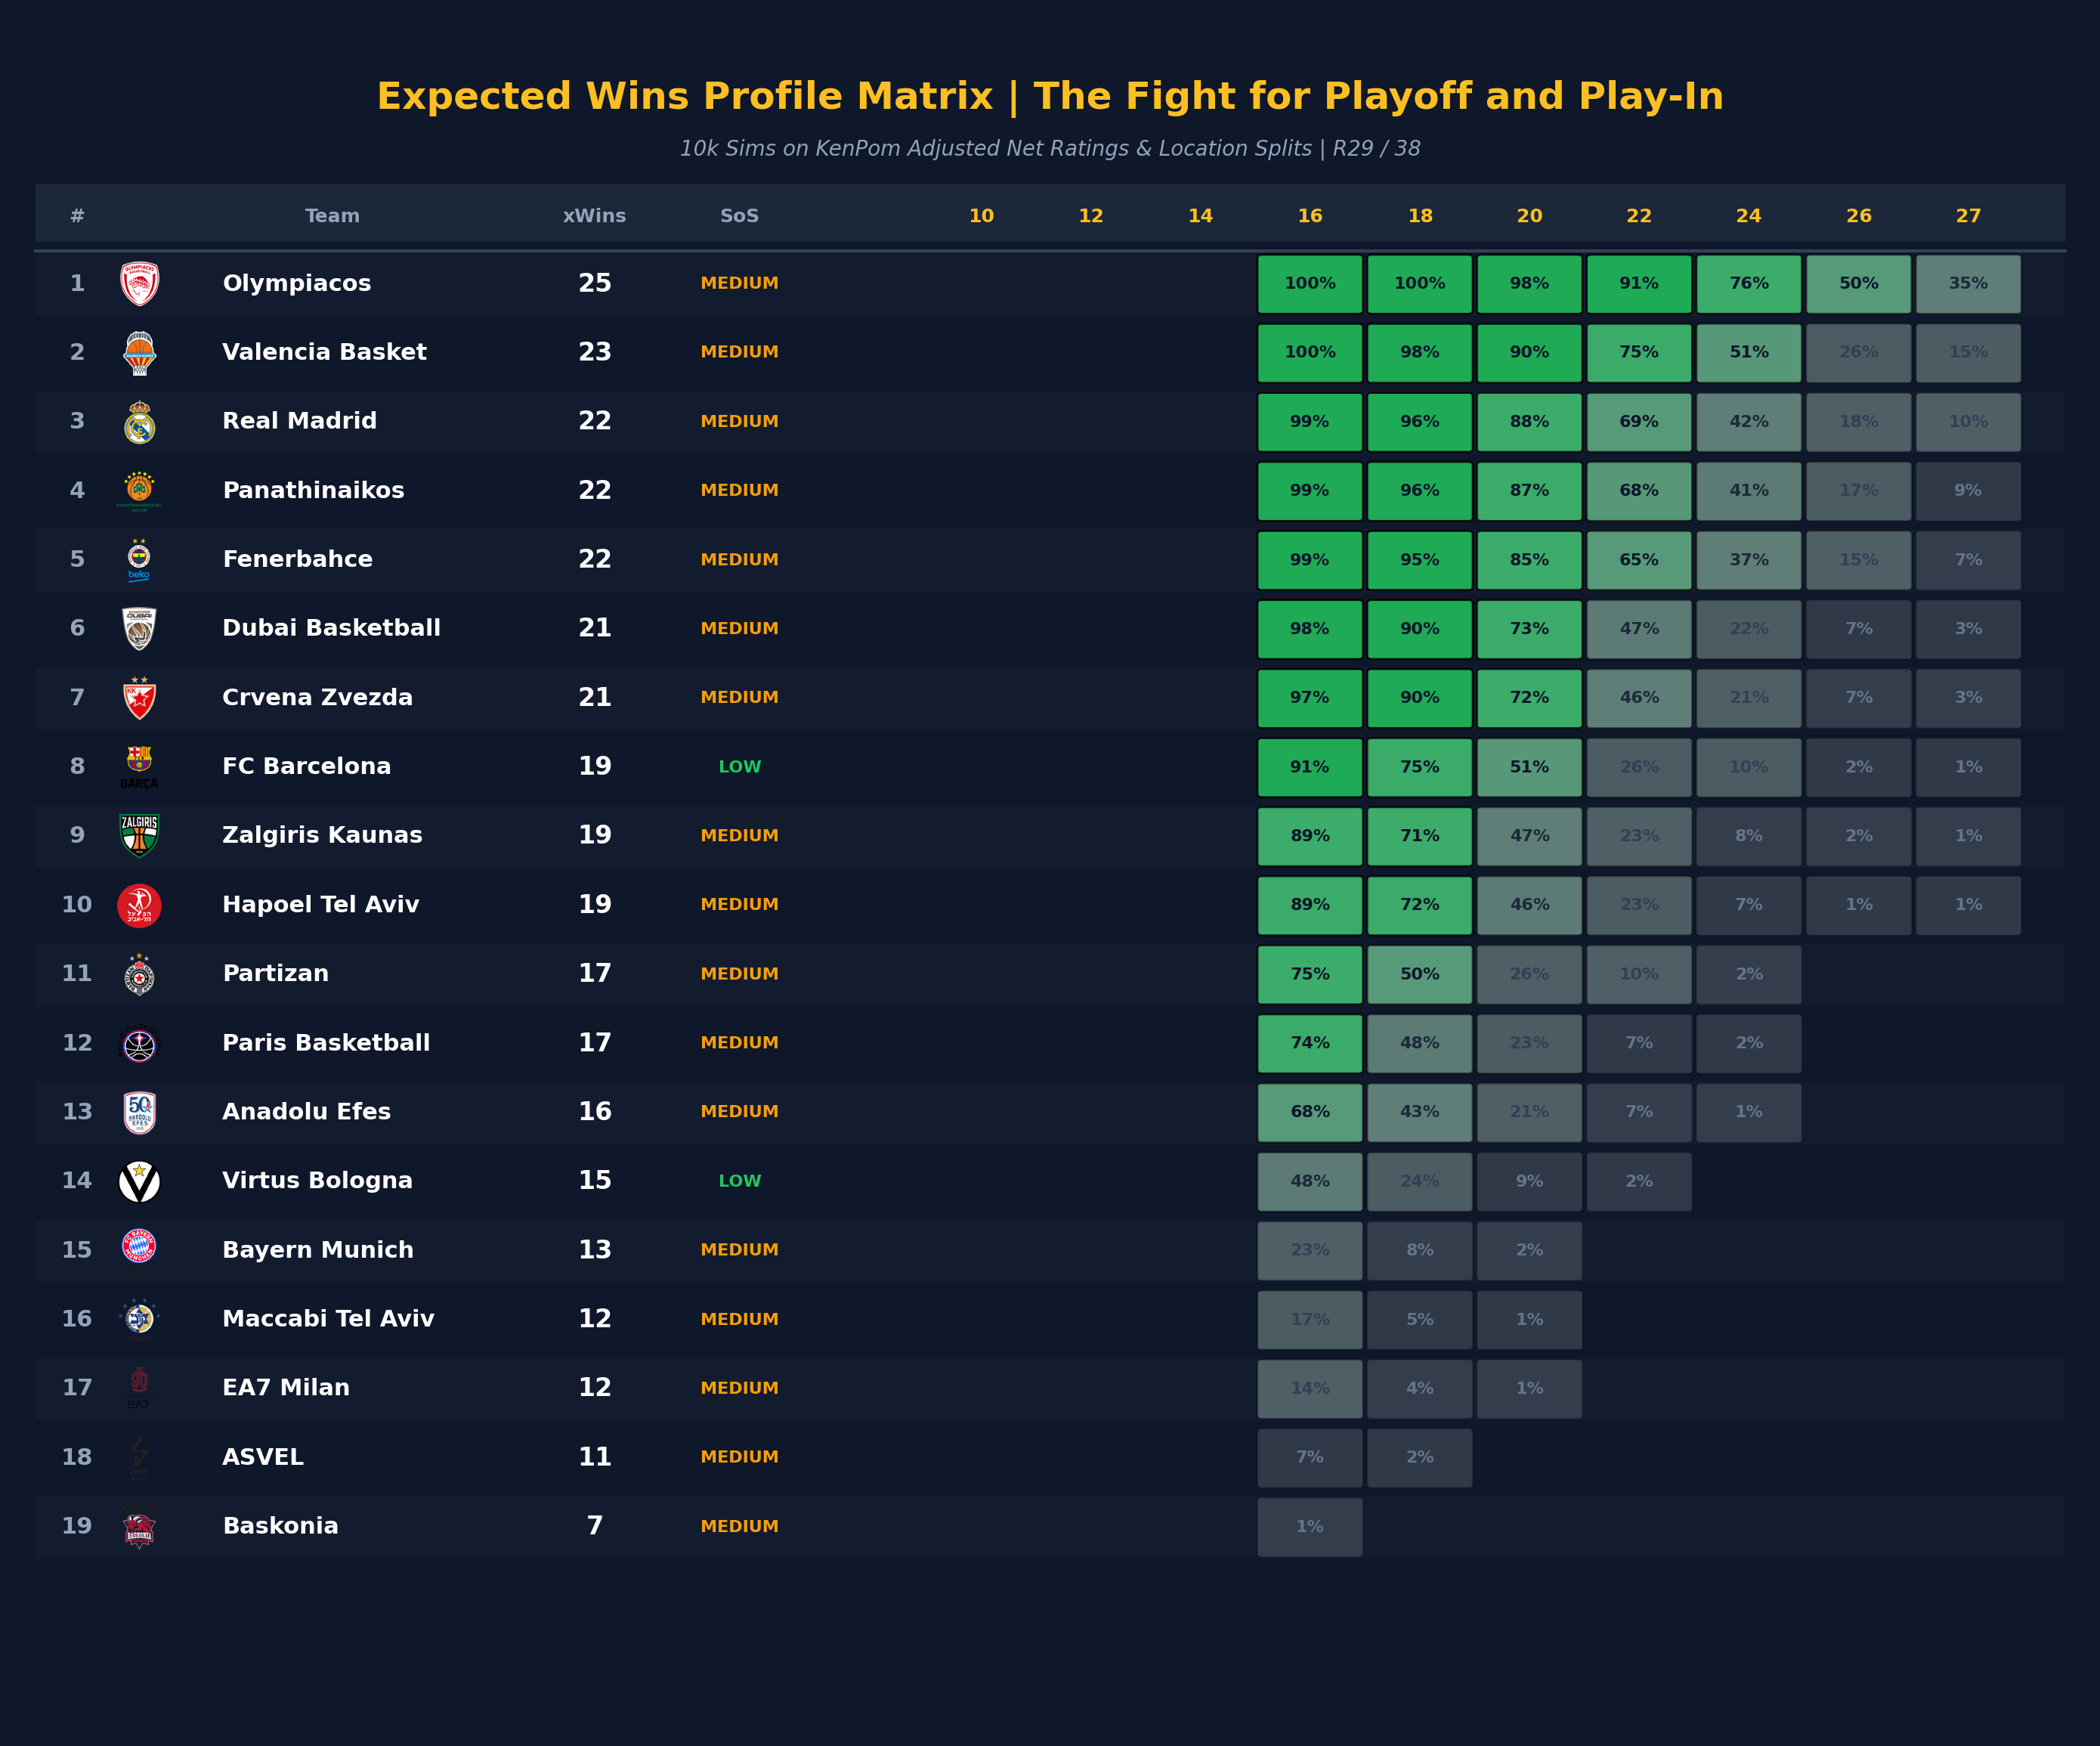 Expected Wins Profile Matrix | The Fight for Playoff and Play-In
10k Sims on KenPom Adjusted Net Ratings & Location Splits | R29 / 38
# Team xWins SoS 10 12 14 16 18 20 22 24 26 27
1 Olympiacos 25 MEDIUM 100% 100% 98% 91% 76% 50% 35%
2 Valencia Basket 23 MEDIUM 100% 98% 90% 75% 51% 26% 15%
3 Real Madrid 22 MEDIUM 99% 96% 88% 69% 42% 18% 10%
4 Panathinaikos 22 MEDIUM 99% 96% 87% 68% 41% 17% 9%
5 beko Fenerbahce 22 MEDIUM 99% 95% 85% 65% 37% 15% 7%
6 DUBAI Dubai Basketball 21 MEDIUM 98% 90% 73% 47% 22% 7% 3%
7 KK Crvena Zvezda 21 MEDIUM 97% 90% 72% 46% 21% 7% 3%
8 BARÇA FC Barcelona 19 LOW 91% 75% 51% 26% 10% 2% 1%
9 ZALGIRIS Zalgiris Kaunas 19 MEDIUM 89% 71% 47% 23% 8% 2% 1%
10 Hapoel Tel Aviv 19 MEDIUM 89% 72% 46% 23% 7% 1% 1%
11 Partizan 17 MEDIUM 75% 50% 26% 10% 2%
12 Paris Basketball 17 MEDIUM 74% 48% 23% 7% 2%
13 50 ANADOLU EFES Anadolu Efes 16 MEDIUM 68% 43% 21% 7% 1%
14 Virtus Bologna 15 LOW 48% 24% 9% 2%
15 Bayern Munich 13 MEDIUM 23% 8% 2%
16 Maccabi Tel Aviv 12 MEDIUM 17% 5% 1%
17 EA7 EA7 Milan 12 MEDIUM 14% 4% 1%
18 ASVEL 11 MEDIUM 7% 2%
19 BASKONIA Baskonia 7 MEDIUM 1%